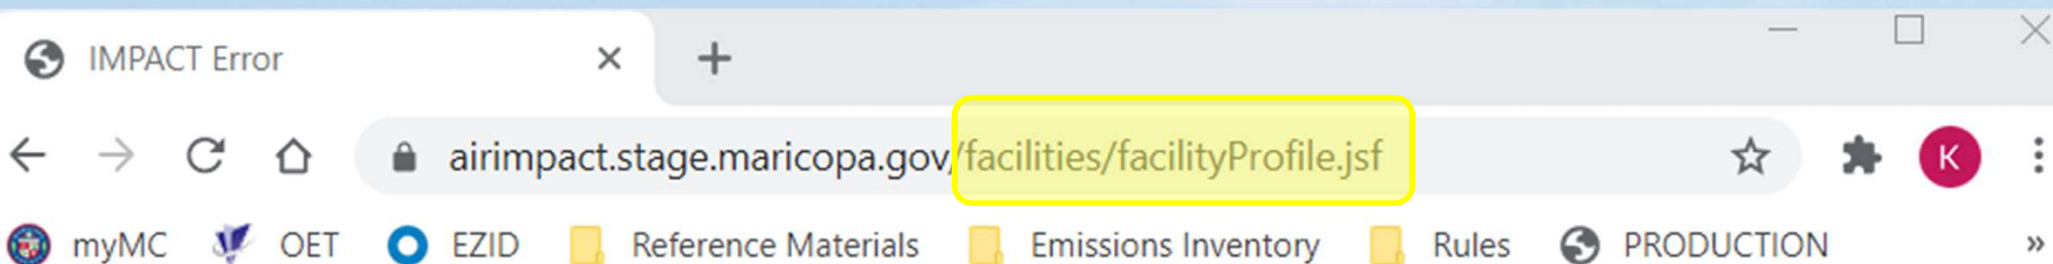 IMPACT Error
airimpact.stage.maricopa.gov/facilities/facilityProfile.jsf K
myMC OET EZID Reference Materials Emissions Inventory Rules PRODUCTION »